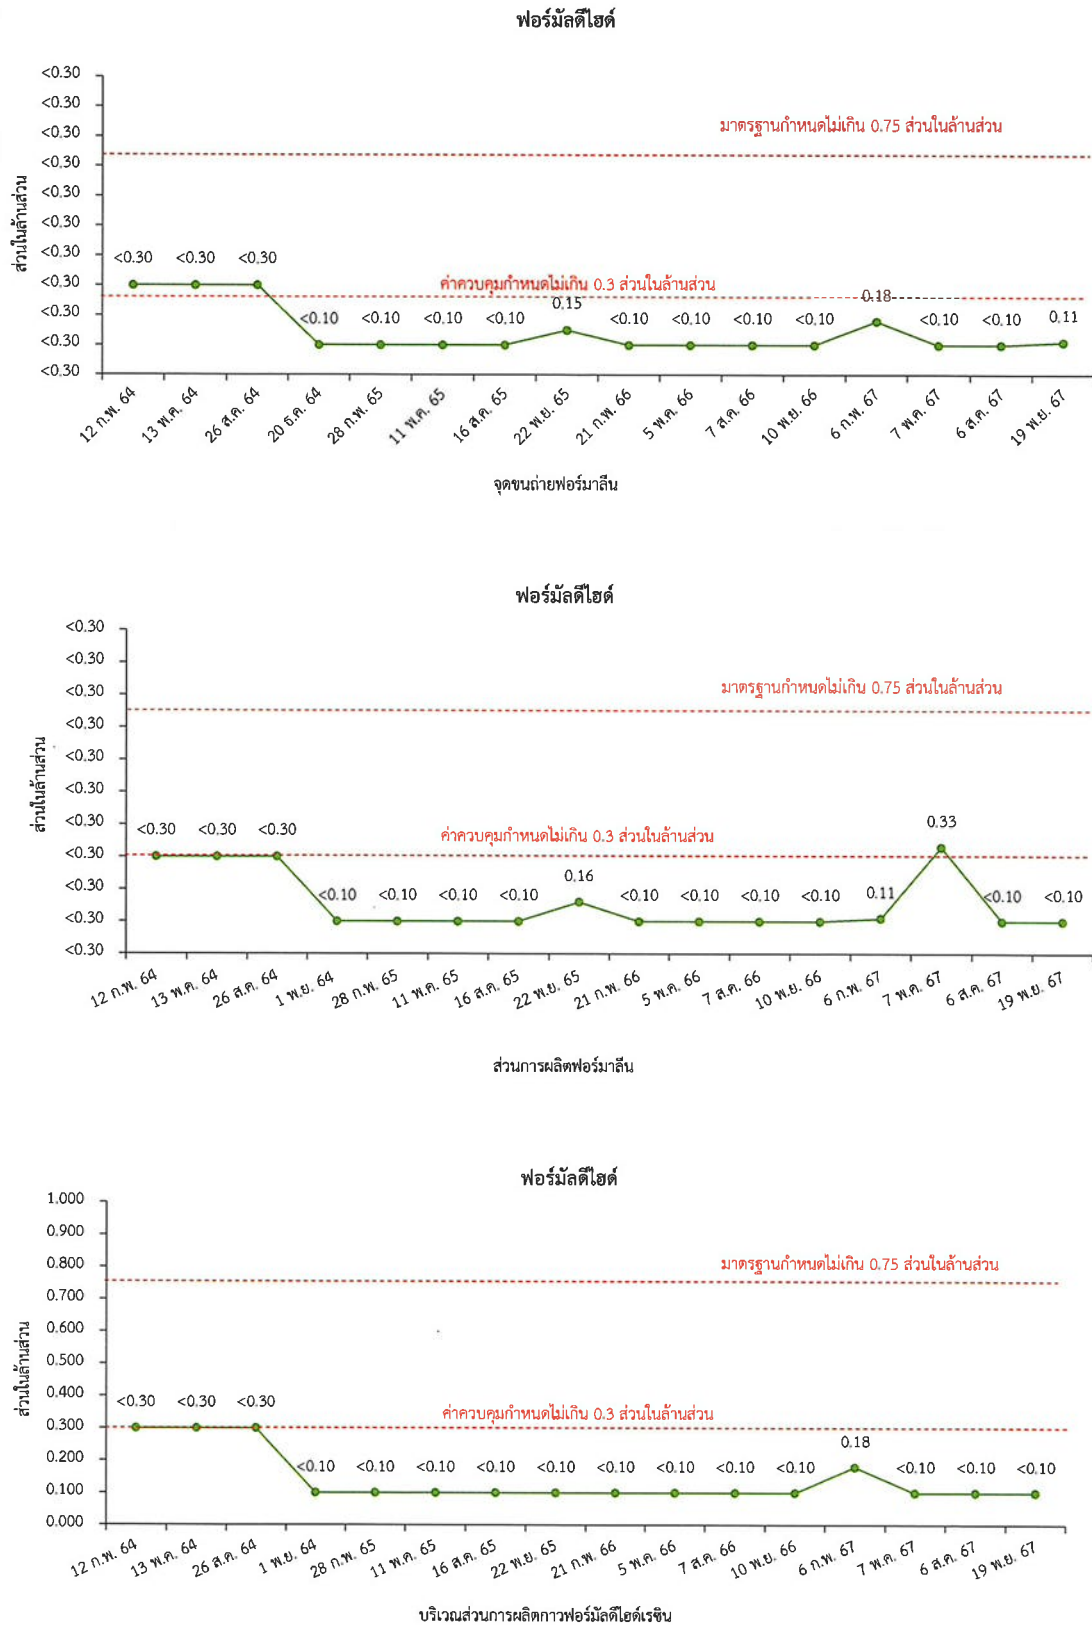 ฟอร์มัลดีไฮด์
<0.30
<0.30
<0.30
<0.30
<0.30
<0.30
<0.30
<0.30
<0.30
<0.30
<0.30
ส่วนในล้านส่วน
มาตรฐานกำหนดไม่เกิน 0.75 ส่วนในล้านส่วน
ค่าควบคุมกำหนดไม่เกิน 0.3 ส่วนในล้านส่วน
<0.30 <0.30 <0.30 <0.10 <0.10 <0.10 <0.10 0.15 <0.10 <0.10 <0.10 <0.10 0.18 <0.10 <0.10 0.11
12 ก.พ. 64 13 พ.ค. 64 26 ส.ค. 64 20 ธ.ค. 64 28 ก.พ. 65 11 พ.ค. 65 16 ส.ค. 65 22 พ.ย. 65 21 ก.พ. 66 5 พ.ค. 66 7 ส.ค. 66 10 พ.ย. 66 6 ก.พ. 67 7 พ.ค. 67 6 ส.ค. 67 19 พ.ย. 67
จุดขนถ่ายฟอร์มาลีน
ฟอร์มัลดีไฮด์
<0.30
<0.30
<0.30
<0.30
<0.30
<0.30
<0.30
<0.30
<0.30
<0.30
<0.30
ส่วนในล้านส่วน
มาตรฐานกำหนดไม่เกิน 0.75 ส่วนในล้านส่วน
ค่าควบคุมกำหนดไม่เกิน 0.3 ส่วนในล้านส่วน
<0.30 <0.30 <0.30 <0.10 <0.10 <0.10 <0.10 0.16 <0.10 <0.10 <0.10 <0.10 0.11 0.33 <0.10 <0.10
12 ก.พ. 64 13 พ.ค. 64 26 ส.ค. 64 1 พ.ย. 64 28 ก.พ. 65 11 พ.ค. 65 16 ส.ค. 65 22 พ.ย. 65 21 ก.พ. 66 5 พ.ค. 66 7 ส.ค. 66 10 พ.ย. 66 6 ก.พ. 67 7 พ.ค. 67 6 ส.ค. 67 19 พ.ย. 67
ส่วนการผลิตฟอร์มาลีน
ฟอร์มัลดีไฮด์
1.000
0.900
0.800
0.700
0.600
0.500
0.400
0.300
0.200
0.100
0.000
ส่วนในล้านส่วน
มาตรฐานกำหนดไม่เกิน 0.75 ส่วนในล้านส่วน
ค่าควบคุมกำหนดไม่เกิน 0.3 ส่วนในล้านส่วน
<0.30 <0.30 <0.30 <0.10 <0.10 <0.10 <0.10 <0.10 <0.10 <0.10 <0.10 <0.10 0.18 <0.10 <0.10 <0.10
12 ก.พ. 64 13 พ.ค. 64 26 ส.ค. 64 1 พ.ย. 64 28 ก.พ. 65 11 พ.ค. 65 16 ส.ค. 65 22 พ.ย. 65 21 ก.พ. 66 5 พ.ค. 66 7 ส.ค. 66 10 พ.ย. 66 6 ก.พ. 67 7 พ.ค. 67 6 ส.ค. 67 19 พ.ย. 67
บริเวณส่วนการผลิตกาวฟอร์มัลดีไฮด์เรซิน